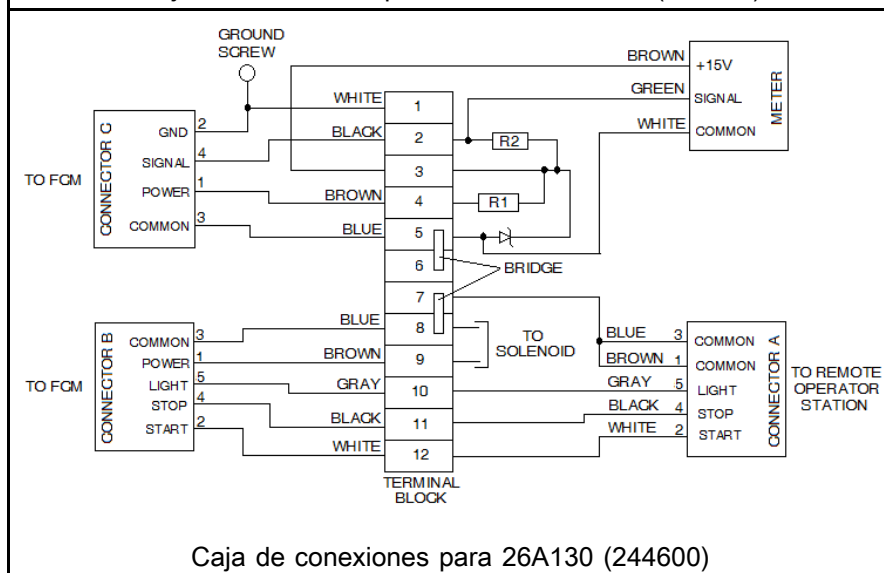 GROUND
SCREW
BROWN
+15V
GREEN
SIGNAL
WHITE
COMMON
METER
TO FCM
CONNECTOR C
GND
2
SIGNAL
4
POWER
1
COMMON
3
WHITE
BLACK
BROWN
BLUE
1
2
3
4
5
6
7
8
9
10
11
12
R2
R1
BRIDGE
TO
SOLENOID
TO FCM
CONNECTOR B
COMMON
3
POWER
1
LIGHT
5
STOP
4
START
2
BLUE
BROWN
GRAY
BLACK
WHITE
TERMINAL
BLOCK
BLUE 3 COMMON
BROWN 1 COMMON
GRAY 5 LIGHT
BLACK 4 STOP
WHITE 2 START
CONNECTOR A
TO REMOTE
OPERATOR
STATION
Caja de conexiones para 26A130 (244600)